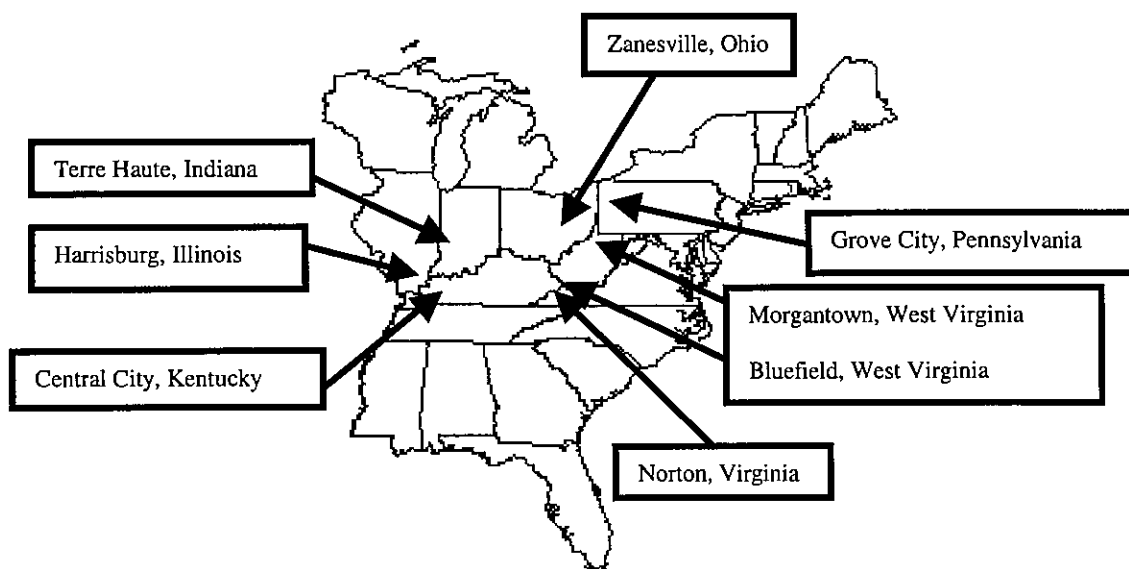 Zanesville, Ohio
Terre Haute, Indiana
Harrisburg, Illinois
Grove City, Pennsylvania
Morgantown, West Virginia
Bluefield, West Virginia
Central City, Kentucky
Norton, Virginia